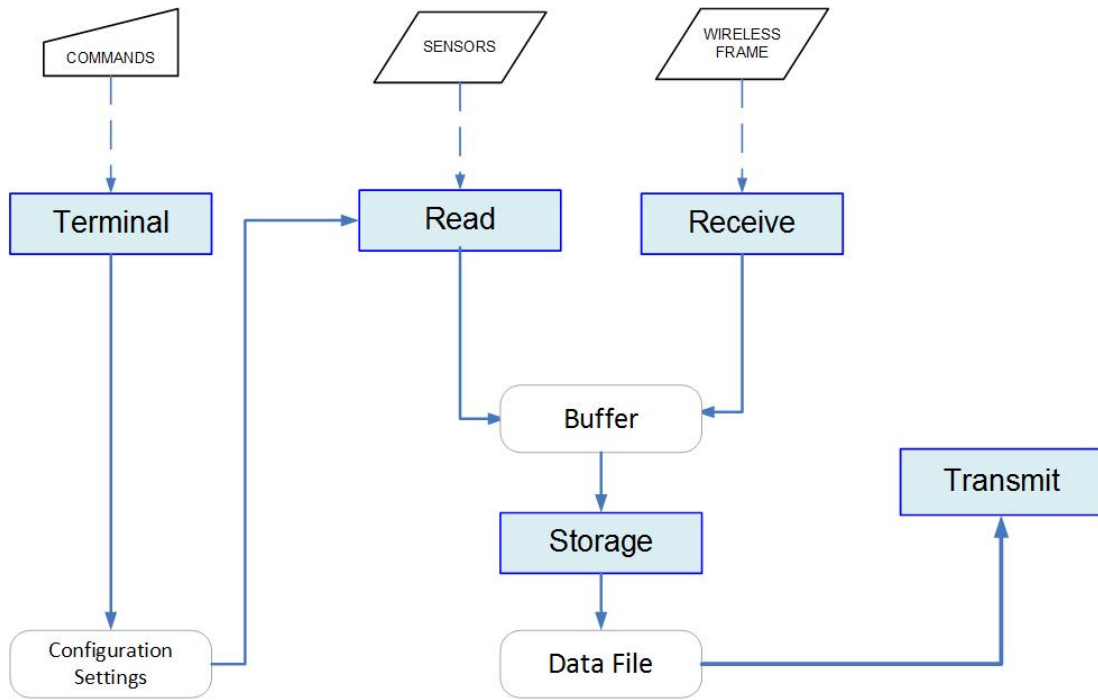 COMMANDS
SENSORS
WIRELESS
FRAME
Terminal
Read
Receive
Buffer
Transmit
Storage
Configuration
Settings
Data File